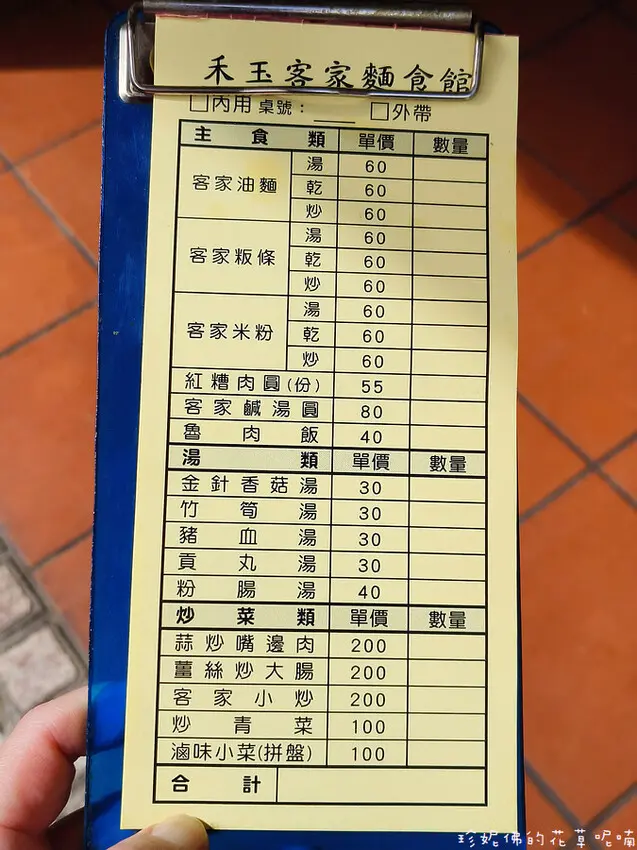 禾玉客家麵食館
□內用 桌號：____ □外帶
主食類 單價 數量
客家油麵 湯 60
乾 60
炒 60
客家粄條 湯 60
乾 60
炒 60
客家米粉 湯 60
乾 60
炒 60
紅糟肉圓(份) 55
客家鹹湯圓 80
魯肉飯 40
湯類 單價 數量
金針香菇湯 30
竹筍湯 30
豬血湯 30
貢丸湯 30
粉腸湯 40
炒菜類 單價 數量
蒜炒嘴邊肉 200
薑絲炒大腸 200
客家小炒 200
炒青菜 100
滷味小菜(拼盤) 100
合計
珍妮佛的花草呢喃